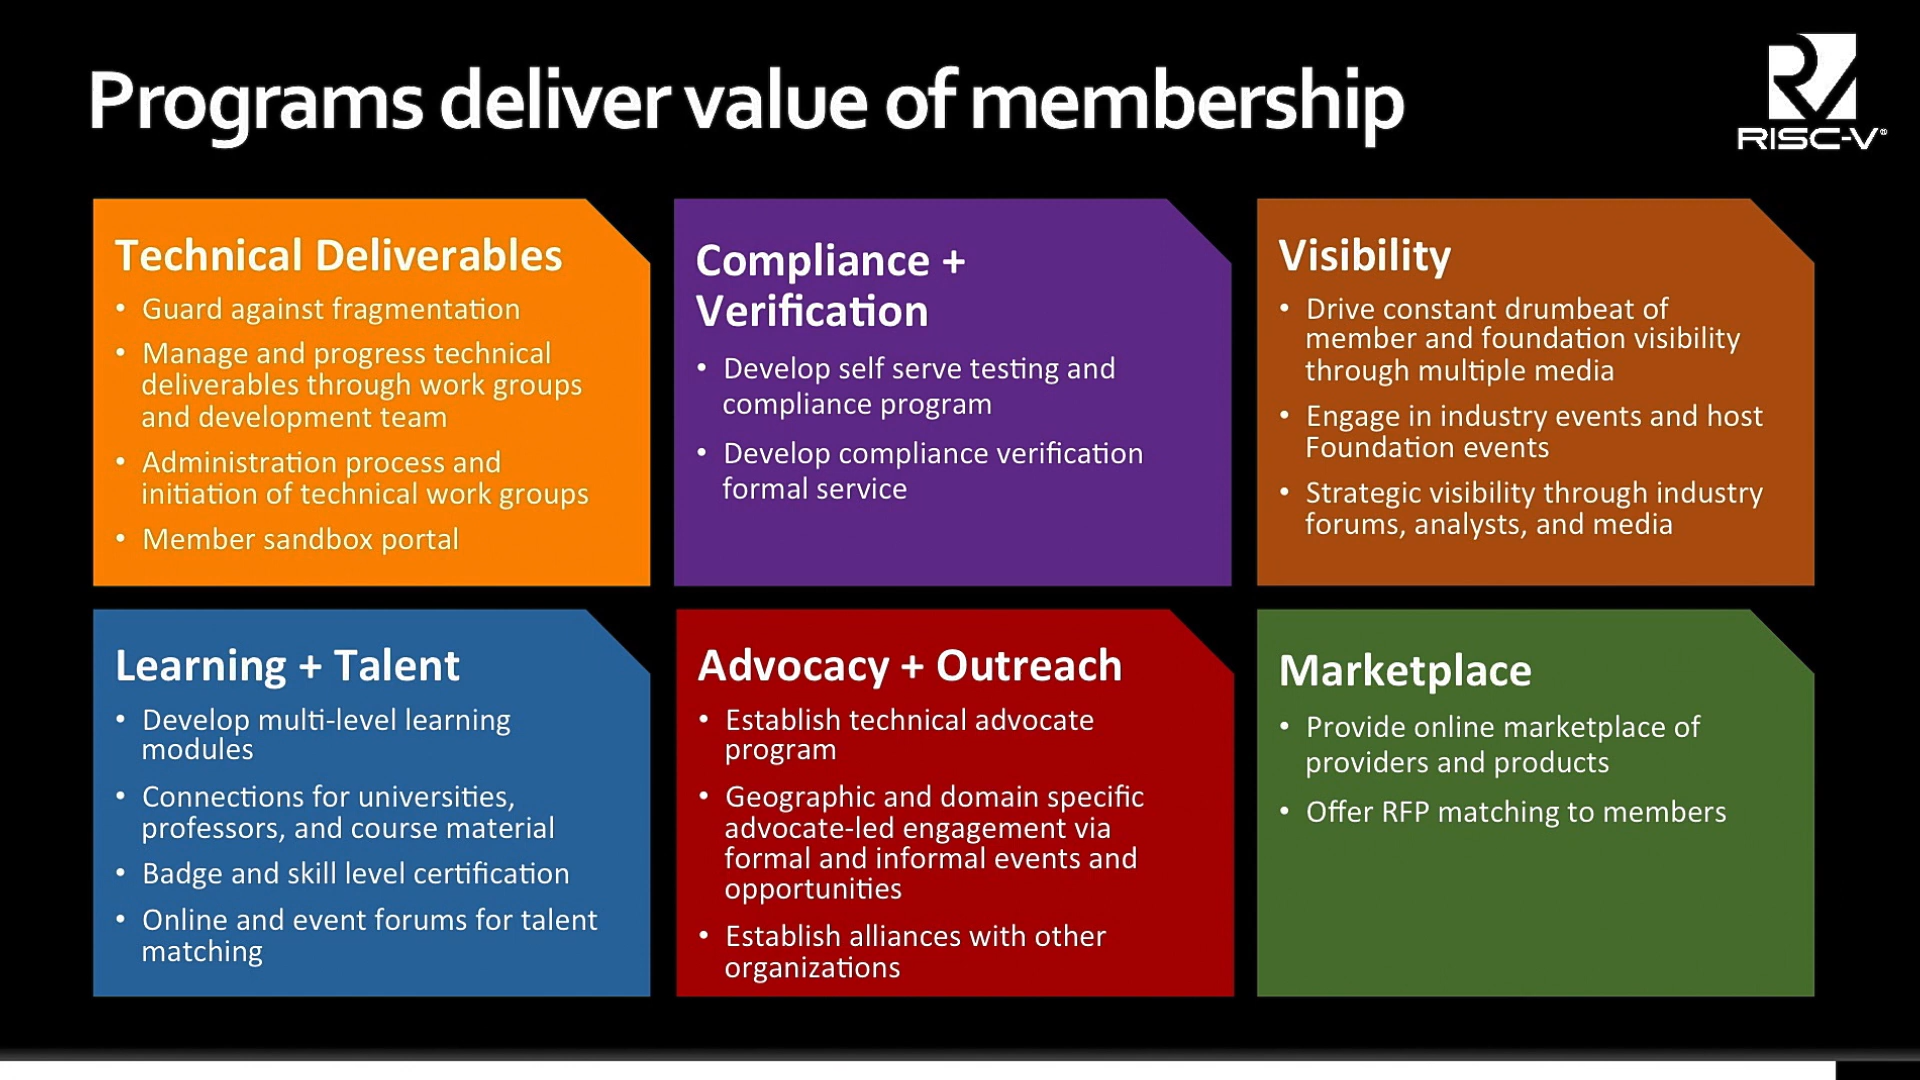 Programs deliver value of membership
RISC-V®
Technical Deliverables
• Guard against fragmentation
• Manage and progress technical
deliverables through work groups
and development team
• Administration process and
initiation of technical work groups
• Member sandbox portal
Compliance +
Verification
• Develop self serve testing and
compliance program
• Develop compliance verification
formal service
Visibility
• Drive constant drumbeat of
member and foundation visibility
through multiple media
• Engage in industry events and host
Foundation events
• Strategic visibility through industry
forums, analysts, and media
Learning + Talent
• Develop multi-level learning
modules
• Connections for universities,
professors, and course material
• Badge and skill level certification
• Online and event forums for talent
matching
Advocacy + Outreach
• Establish technical advocate
program
• Geographic and domain specific
advocate-led engagement via
formal and informal events and
opportunities
• Establish alliances with other
organizations
Marketplace
• Provide online marketplace of
providers and products
• Offer RFP matching to members